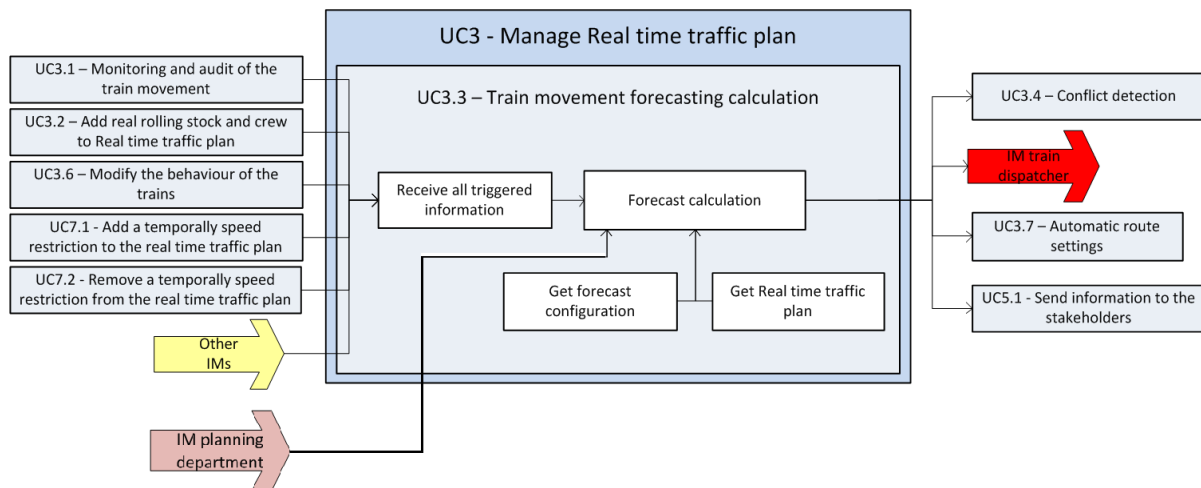 UC3 - Manage Real time traffic plan
UC3.3 – Train movement forecasting calculation
UC3.1 – Monitoring and audit of the
train movement
UC3.2 – Add real rolling stock and crew
to Real time traffic plan
UC3.6 – Modify the behaviour of the
trains
UC7.1 - Add a temporally speed
restriction to the real time traffic plan
UC7.2 - Remove a temporally speed
restriction from the real time traffic plan
Other
IMs
IM planning
department
Receive all triggered
information
Forecast calculation
Get forecast
configuration
Get Real time traffic
plan
UC3.4 – Conflict detection
IM train
dispatcher
UC3.7 – Automatic route
settings
UC5.1 - Send information to the
stakeholders